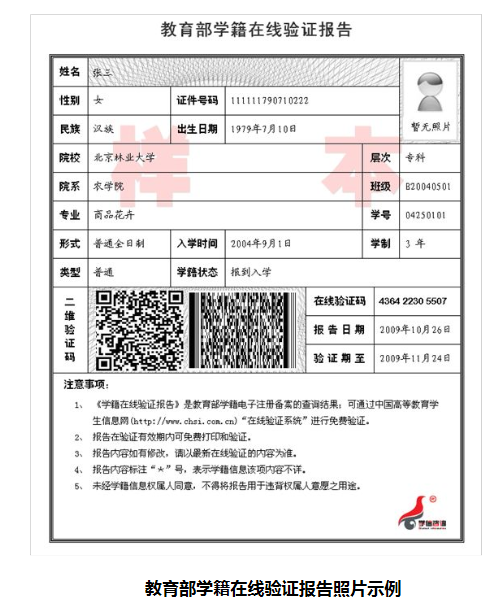 教育部学籍在线验证报告
姓名 张三
性别 女 证件号码 111111790710222
民族 汉族 出生日期 1979年7月10日
暂无照片
样本
院校 北京林业大学 层次 专科
院系 农学院 班级 B20040501
专业 商品花卉 学号 04250101
形式 普通全日制 入学时间 2004年9月1日 学制 3 年
类型 普通 学籍状态 报到入学
二维验证码
在线验证码 4364 2230 5507
报告日期 2009年10月26日
验证期至 2009年11月24日
注意事项:
1、《学籍在线验证报告》是教育部学籍电子注册备案的查询结果;可通过中国高等教育学
生信息网(http://www.chsi.com.cn)“在线验证系统”进行免费验证。
2、报告在验证有效期内可免费打印和验证。
3、报告内容如有修改,请以最新在线验证的内容为准。
4、报告内容标注“*”号,表示学籍信息该项内容不详。
5、未经学籍信息权属人同意,不得将报告用于违背权属人意愿之用途。
学信咨询
®
教育部学籍在线验证报告照片示例